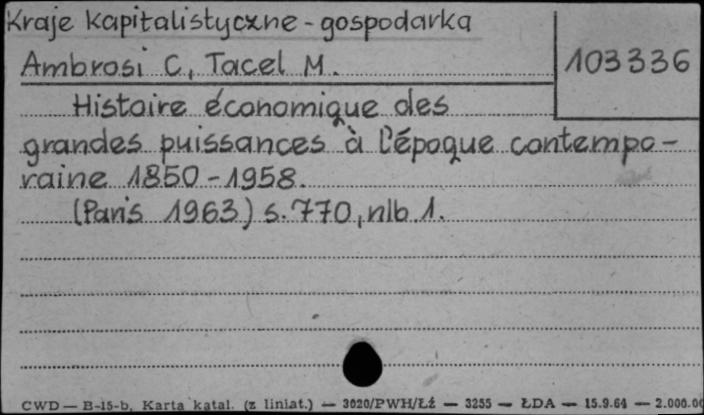 Kraje kapitalistyczne - gospodarka
Ambrosi C, Tacel M.
103336
Histoire économique des
grandes puissances à l'époque contempo-
raine 1850-1958.
(Paris 1963) s. 770, nlb 1.
CWD — B-15-b, Karta katal. (z liniat.) — 3020/PWH/Łź — 3255 — ŁDA — 15.9.64 — 2.000.00